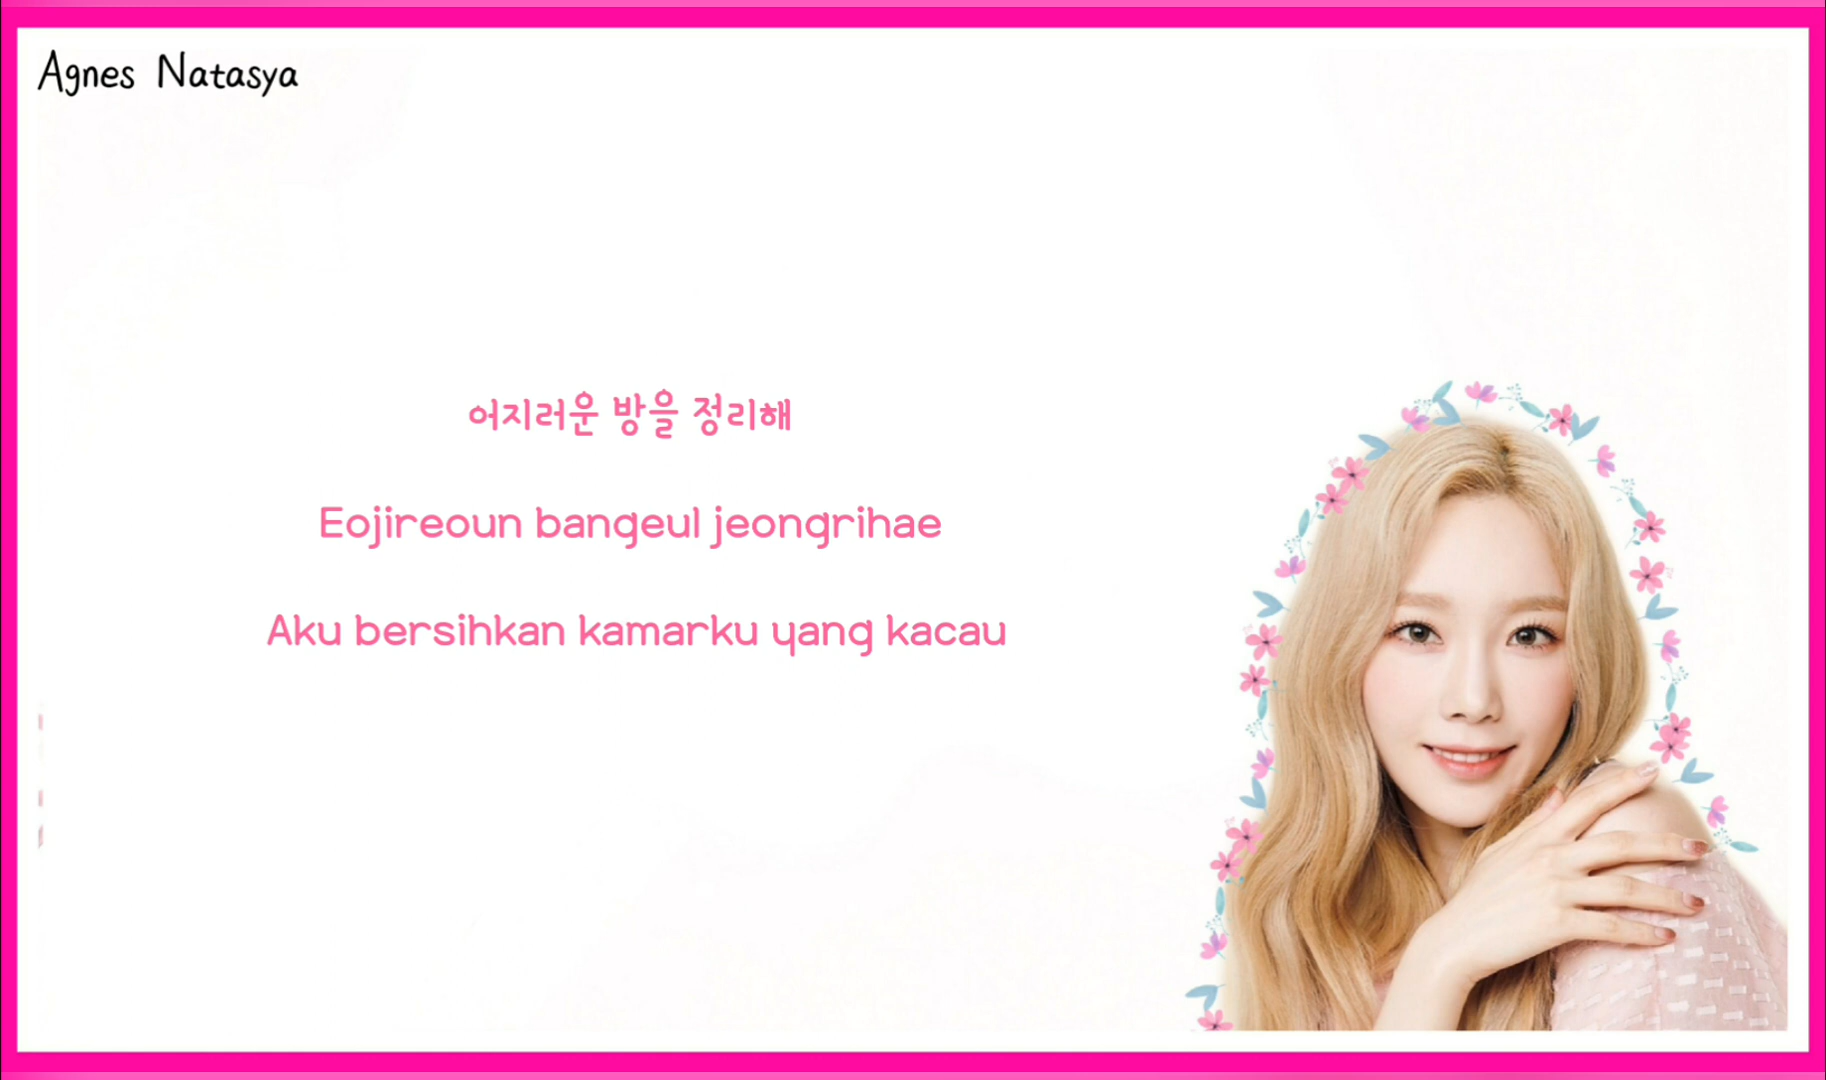 Agnes Natasya
어지러운 방을 정리해
Eojireoun bangeul jeongrihae
Aku bersihkan kamarku yang kacau